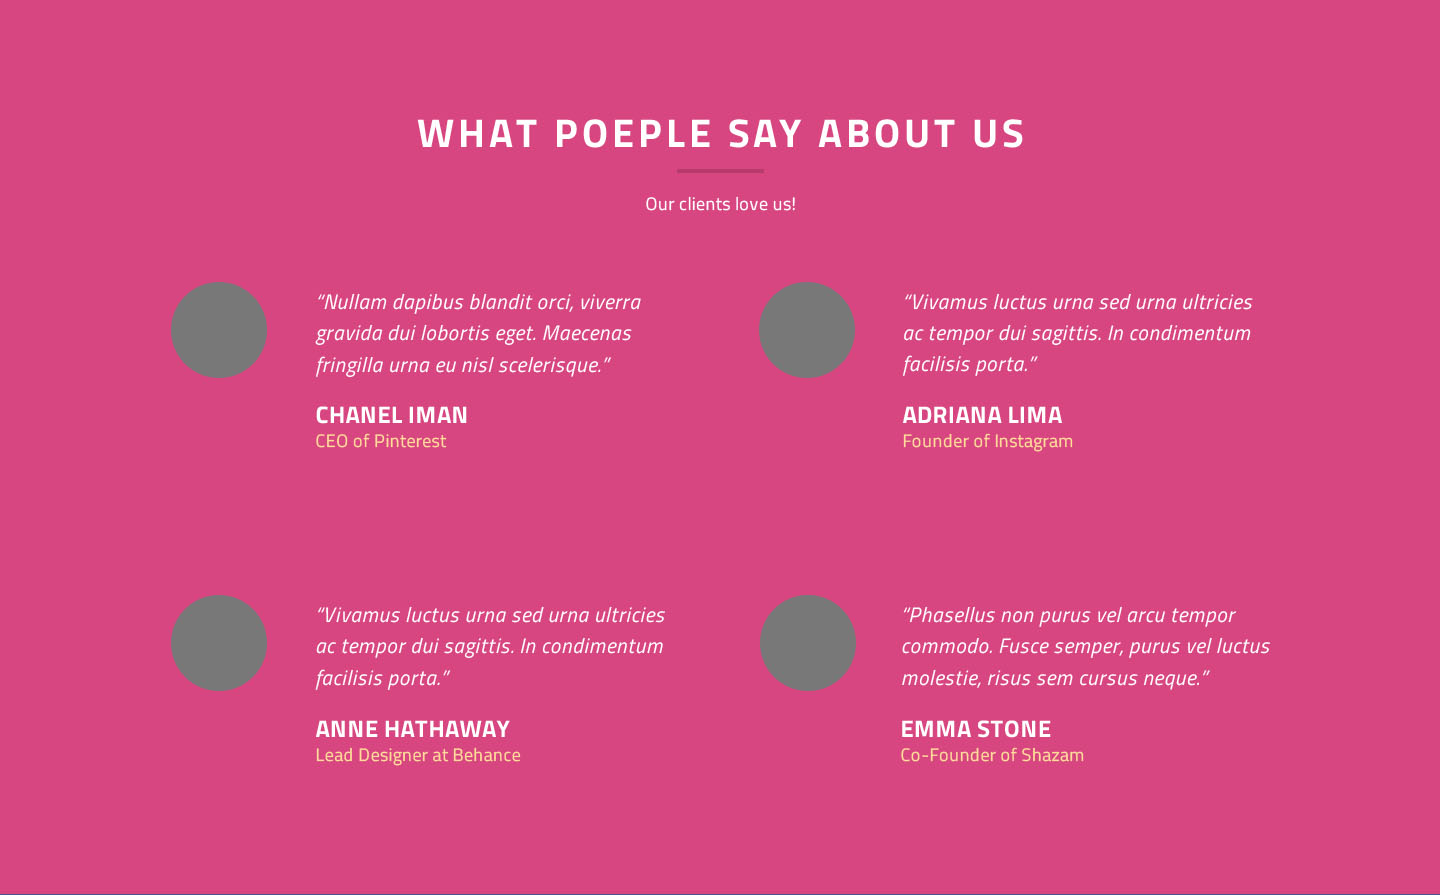 WHAT POEPLE SAY ABOUT US
Our clients love us!
“Nullam dapibus blandit orci, viverra
gravida dui lobortis eget. Maecenas
fringilla urna eu nisl scelerisque.”
CHANEL IMAN
CEO of Pinterest
“Vivamus luctus urna sed urna ultricies
ac tempor dui sagittis. In condimentum
facilisis porta.”
ADRIANA LIMA
Founder of Instagram
“Vivamus luctus urna sed urna ultricies
ac tempor dui sagittis. In condimentum
facilisis porta.”
ANNE HATHAWAY
Lead Designer at Behance
“Phasellus non purus vel arcu tempor
commodo. Fusce semper, purus vel luctus
molestie, risus sem cursus neque.”
EMMA STONE
Co-Founder of Shazam